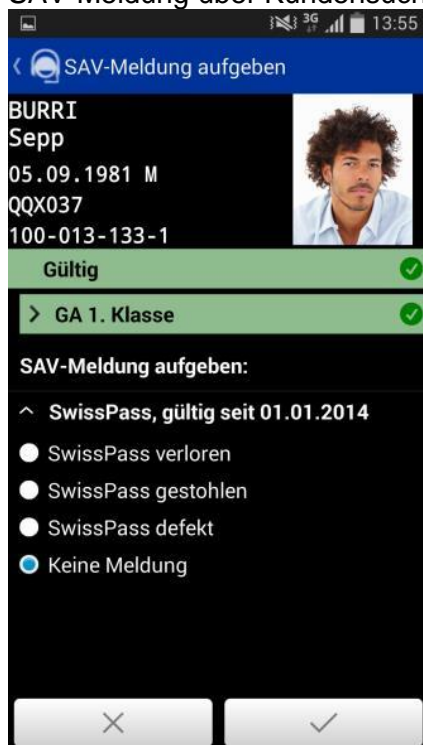 SAV-Meldung über Kundensuch
3G 13:55
SAV-Meldung aufgeben
BURRI
Sepp
05.09.1981 M
QQX037
100-013-133-1
Gültig
GA 1. Klasse
SAV-Meldung aufgeben:
SwissPass, gültig seit 01.01.2014
SwissPass verloren
SwissPass gestohlen
SwissPass defekt
Keine Meldung